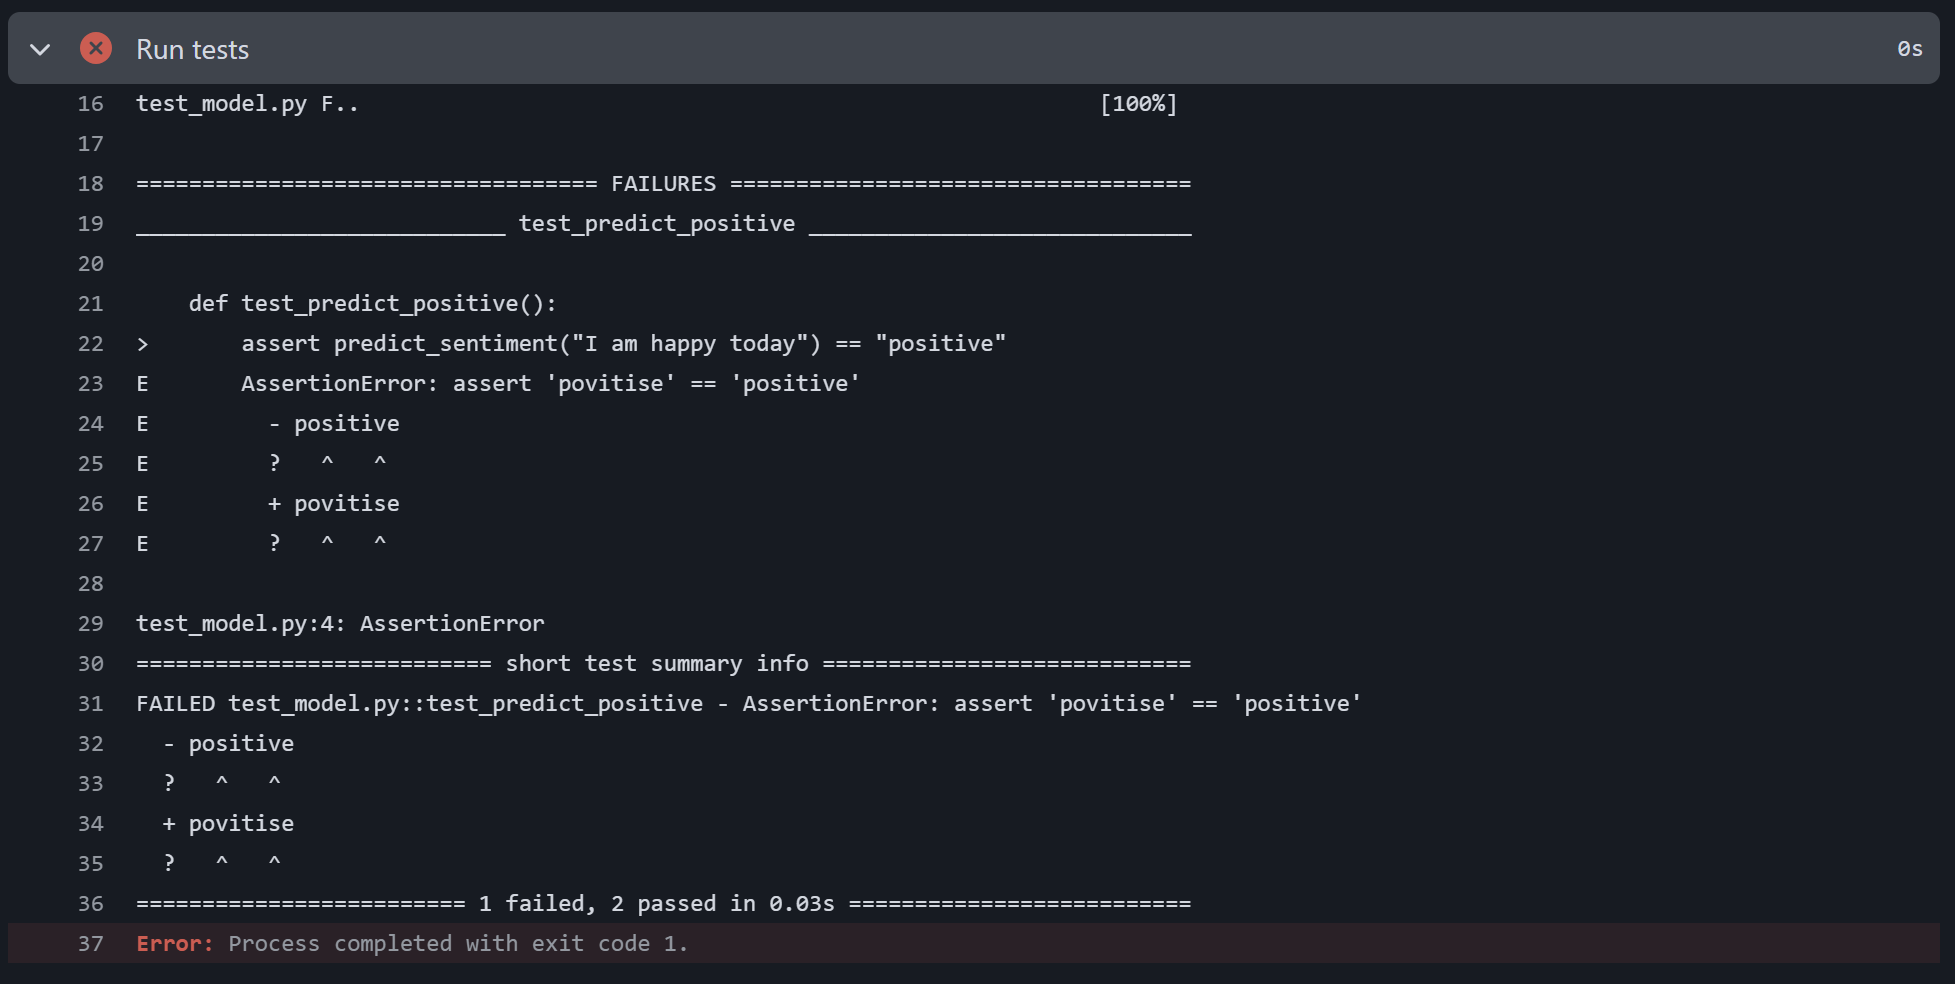 Run tests 0s
16 test_model.py F.. [100%]
17
18 =================================== FAILURES ===================================
19 ____________________________ test_predict_positive _____________________________
20
21     def test_predict_positive():
22 >       assert predict_sentiment("I am happy today") == "positive"
23 E       AssertionError: assert 'povitise' == 'positive'
24 E         - positive
25 E         ?   ^   ^
26 E         + povitise
27 E         ?   ^   ^
28
29 test_model.py:4: AssertionError
30 =========================== short test summary info ============================
31 FAILED test_model.py::test_predict_positive - AssertionError: assert 'povitise' == 'positive'
32   - positive
33   ?   ^   ^
34   + povitise
35   ?   ^   ^
36 ========================= 1 failed, 2 passed in 0.03s ==========================
37 Error: Process completed with exit code 1.